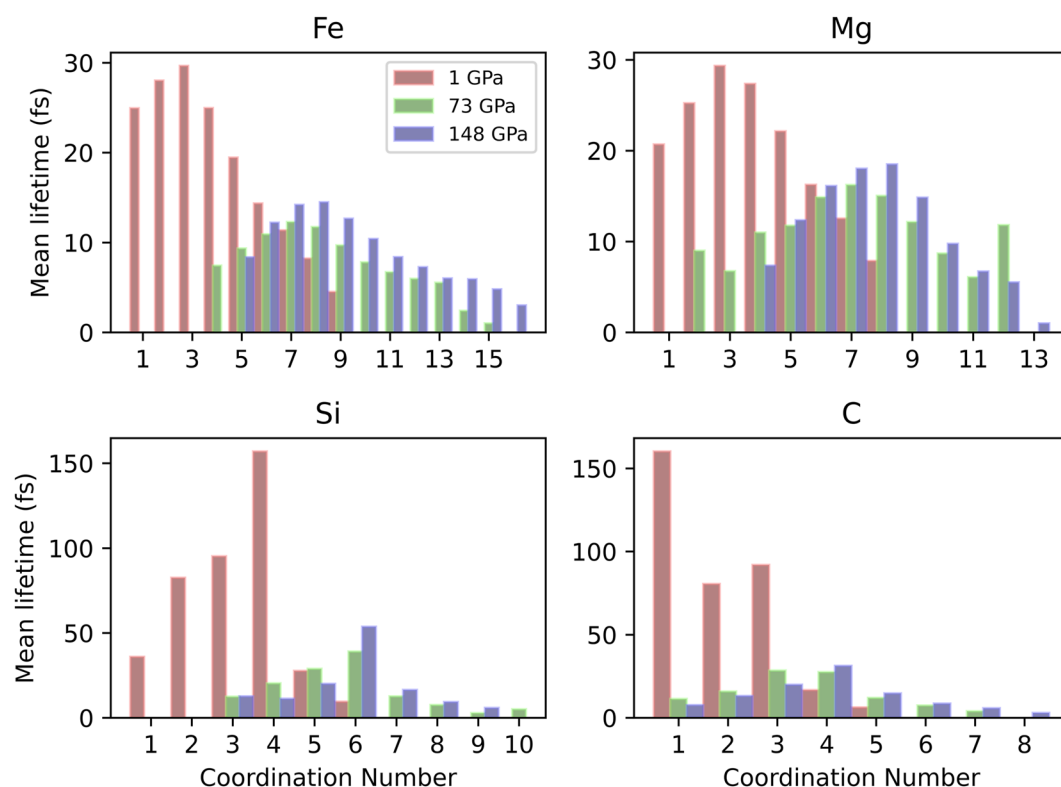 Fe
Mg
30
20
10
0
Mean lifetime (fs)
1 GPa
73 GPa
148 GPa
1 3 5 7 9 11 13 15
30
20
10
0
1 3 5 7 9 11 13
Si
C
150
100
50
0
Mean lifetime (fs)
1 2 3 4 5 6 7 8 9 10
Coordination Number
150
100
50
0
1 2 3 4 5 6 7 8
Coordination Number